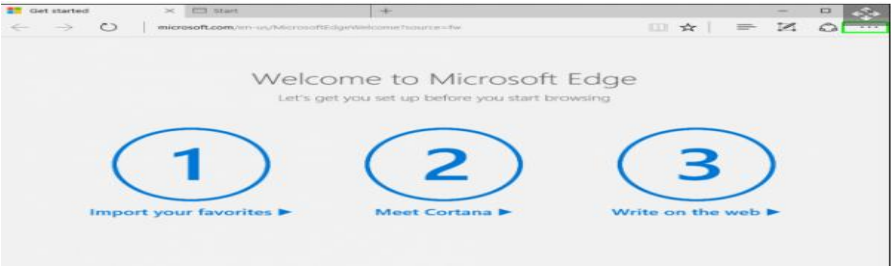 Get started
Start
microsoft.com/en-us/MicrosoftEdgeWelcome?source=fw
Welcome to Microsoft Edge
Let's get you set up before you start browsing
1
2
3
Import your favorites
Meet Cortana
Write on the web